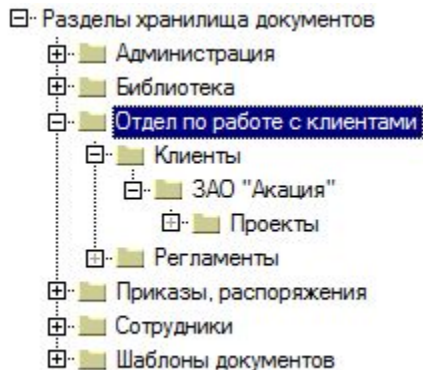 Разделы хранилища документов
Администрация
Библиотека
Отдел по работе с клиентами
Клиенты
ЗАО "Акация"
Проекты
Регламенты
Приказы, распоряжения
Сотрудники
Шаблоны документов